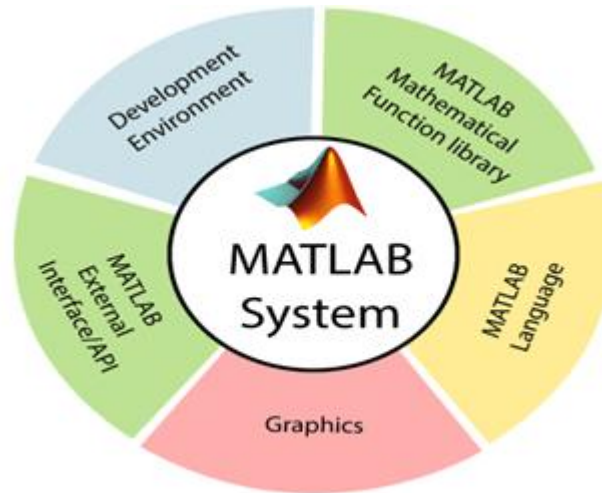 Development
Environment
MATLAB
Mathematical
Function library
MATLAB
External
Interface/API
MATLAB
System
MATLAB
Language
Graphics